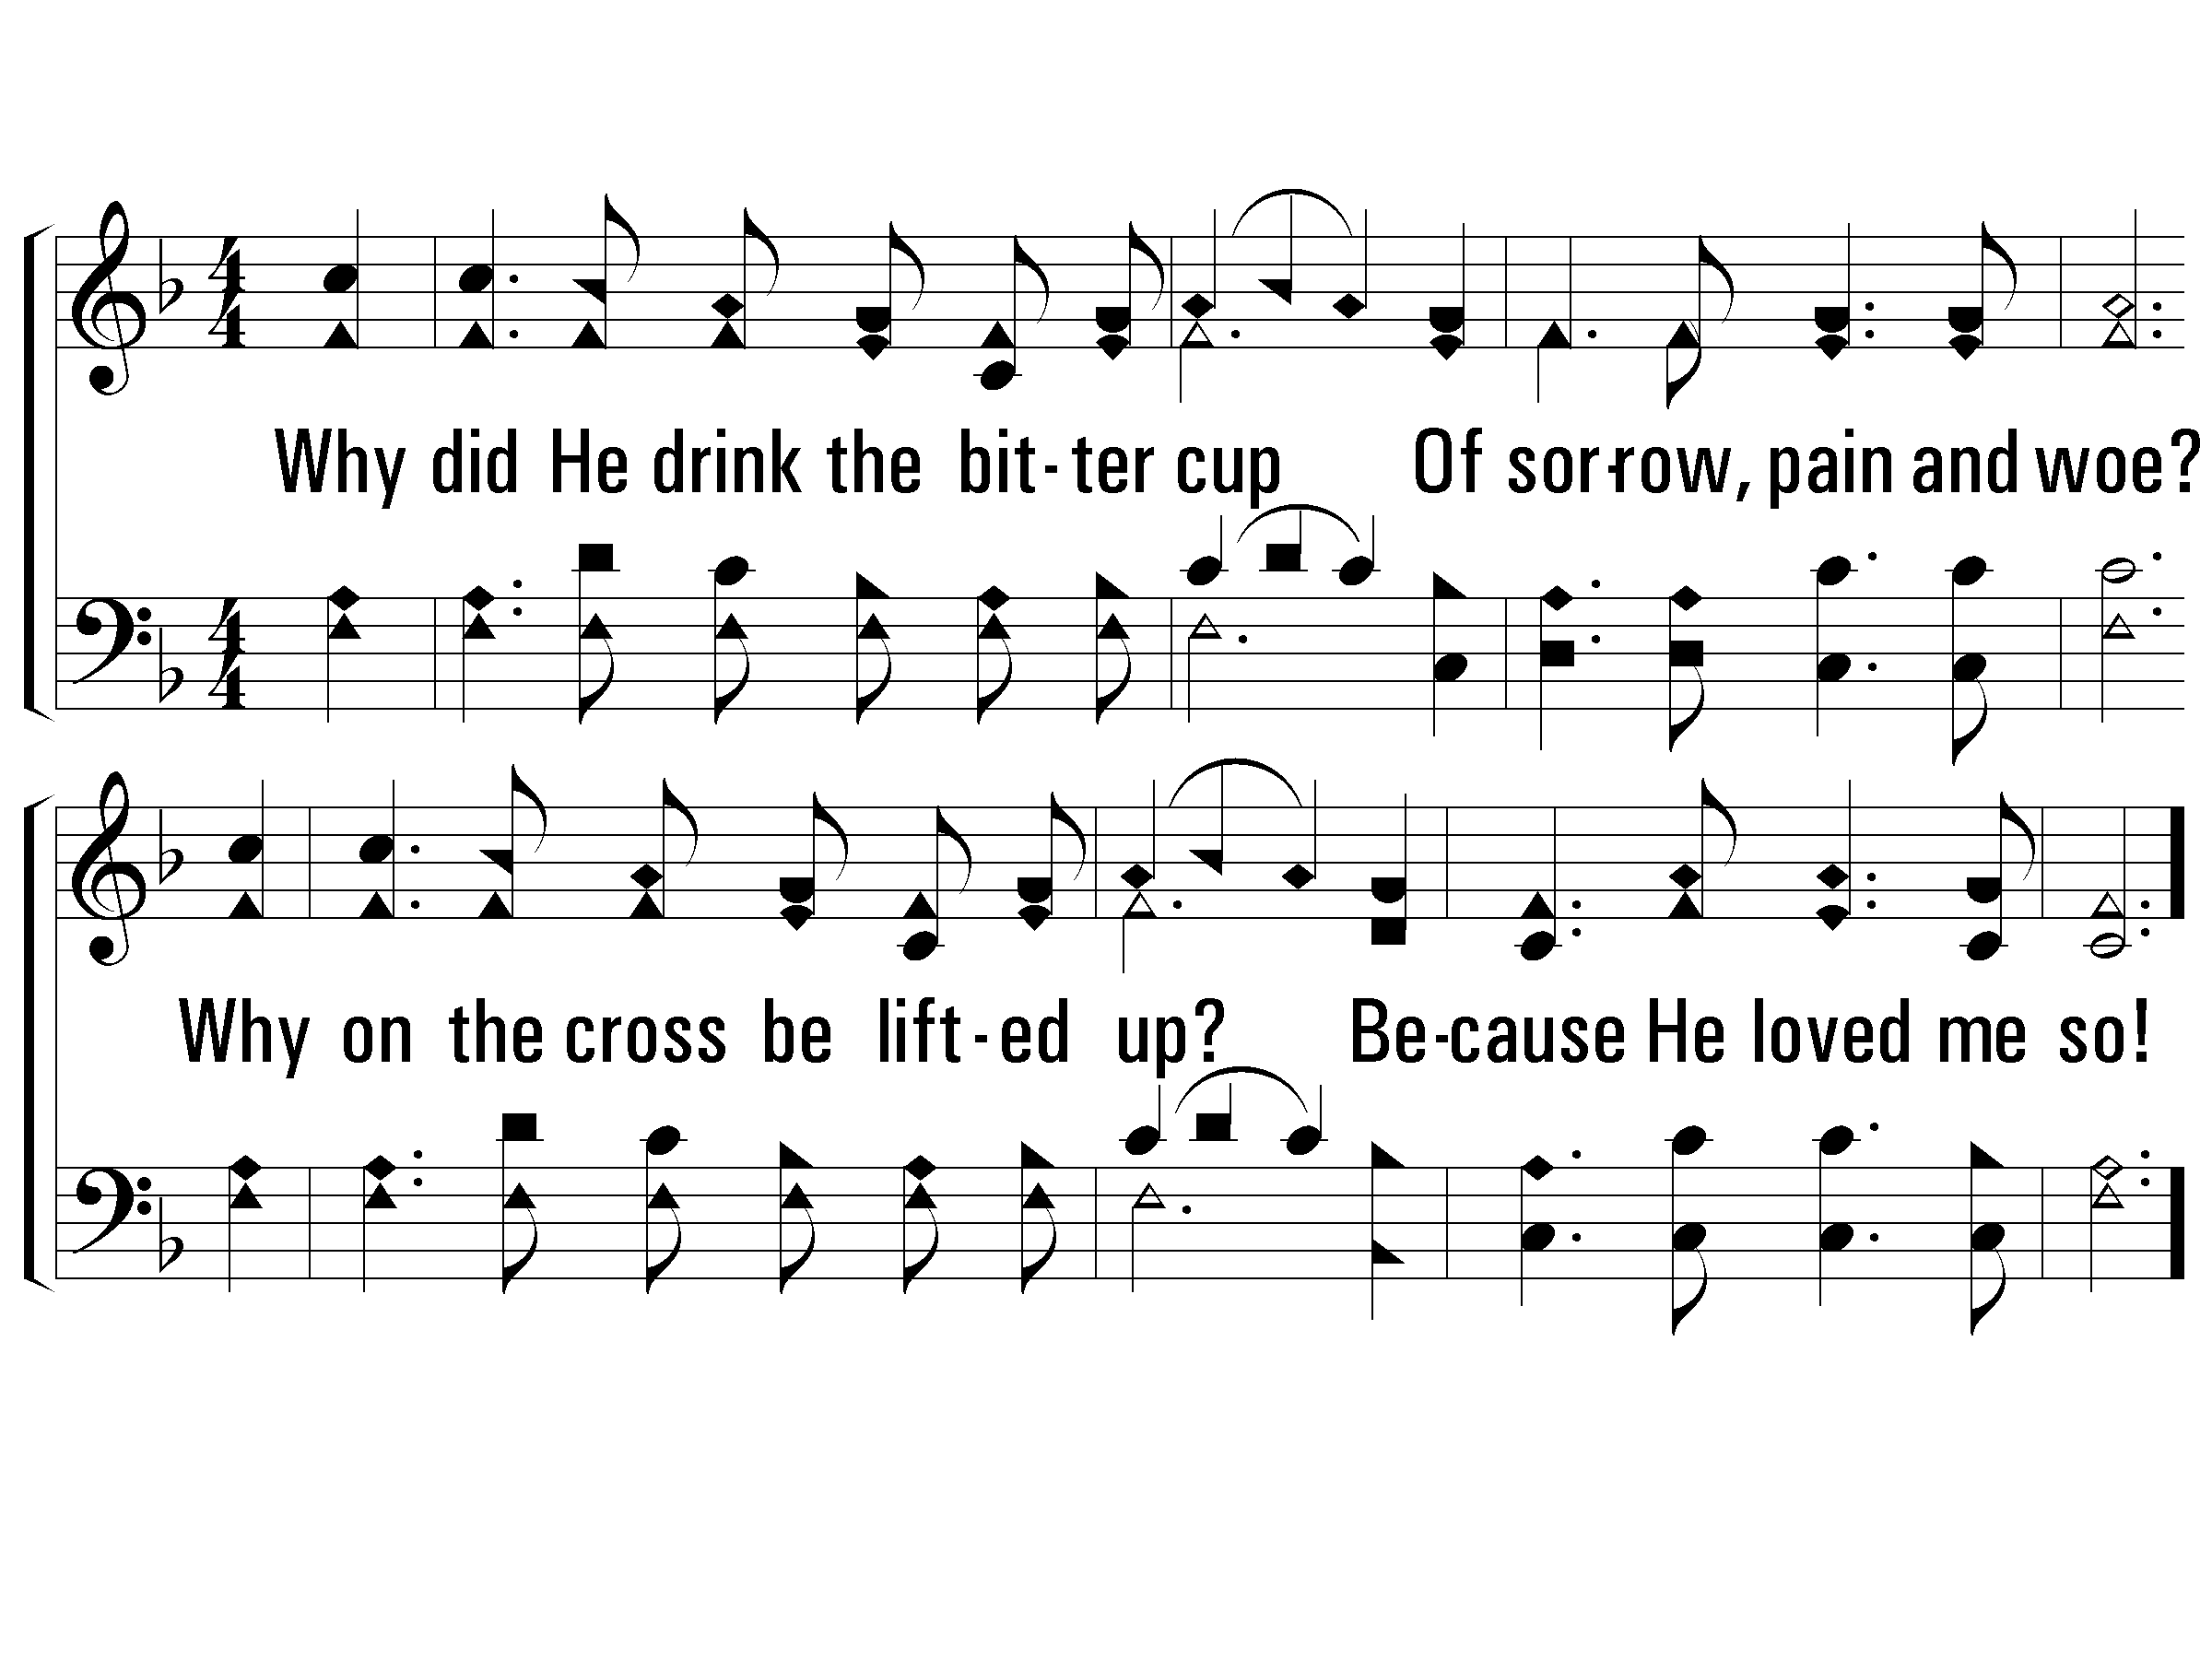 Why did He drink the bit-ter cup Of sor-row, pain and woe?
Why on the cross be lift-ed up? Be-cause He loved me so!